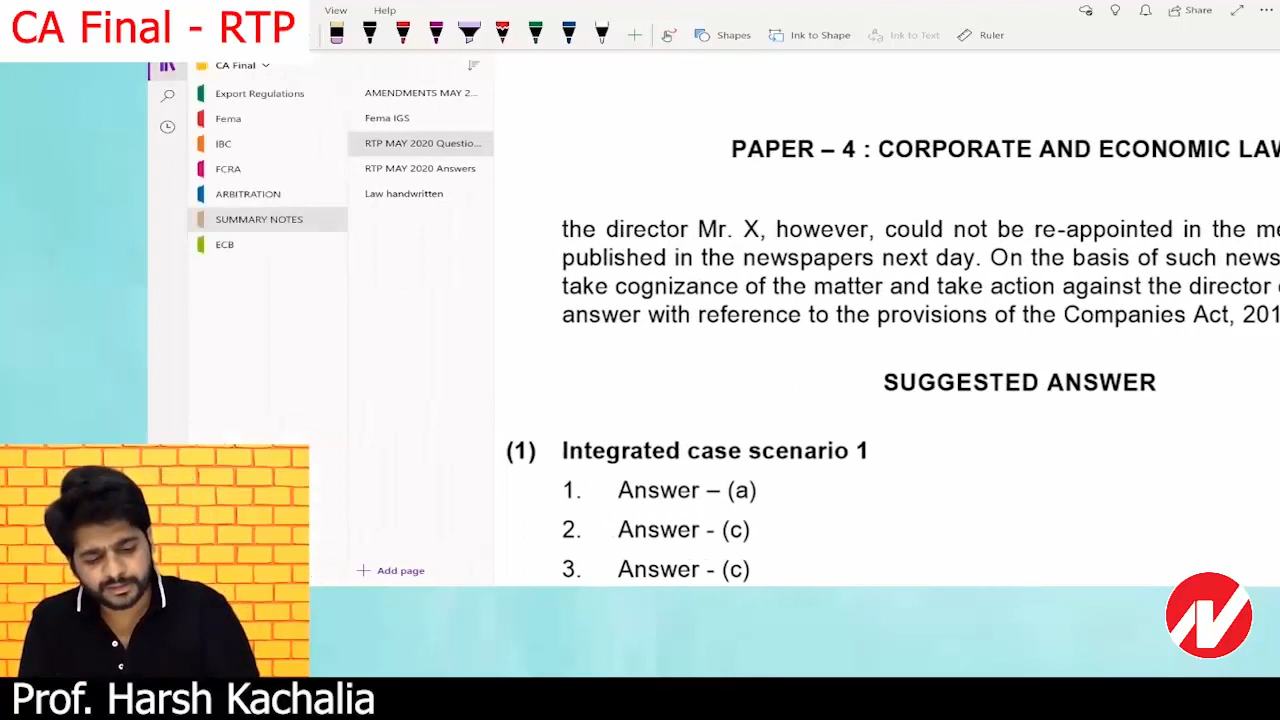 CA Final - RTP
View Help
Share
Shapes
Ink to Shape
Ink to Text
Ruler
CA Final
Export Regulations
Fema
IBC
FCRA
ARBITRATION
SUMMARY NOTES
ECB
AMENDMENTS MAY 2...
Fema IGS
RTP MAY 2020 Questio...
RTP MAY 2020 Answers
Law handwritten
Add page
PAPER – 4 : CORPORATE AND ECONOMIC LAW
the director Mr. X, however, could not be re-appointed in the me
published in the newspapers next day. On the basis of such news
take cognizance of the matter and take action against the director
answer with reference to the provisions of the Companies Act, 201
SUGGESTED ANSWER
(1) Integrated case scenario 1
1. Answer – (a)
2. Answer - (c)
3. Answer - (c)
Prof. Harsh Kachalia